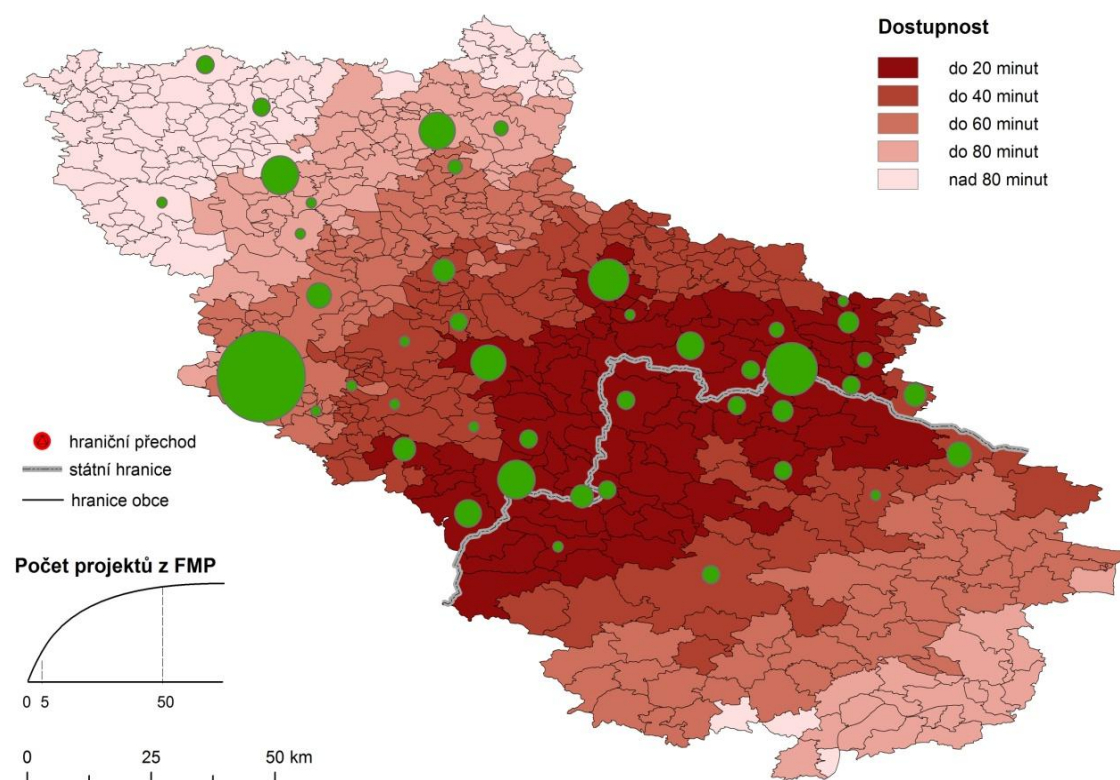 Dostupnost
do 20 minut
do 40 minut
do 60 minut
do 80 minut
nad 80 minut
hraniční přechod
státní hranice
hranice obce
Počet projektů z FMP
0 5 50
0 25 50 km